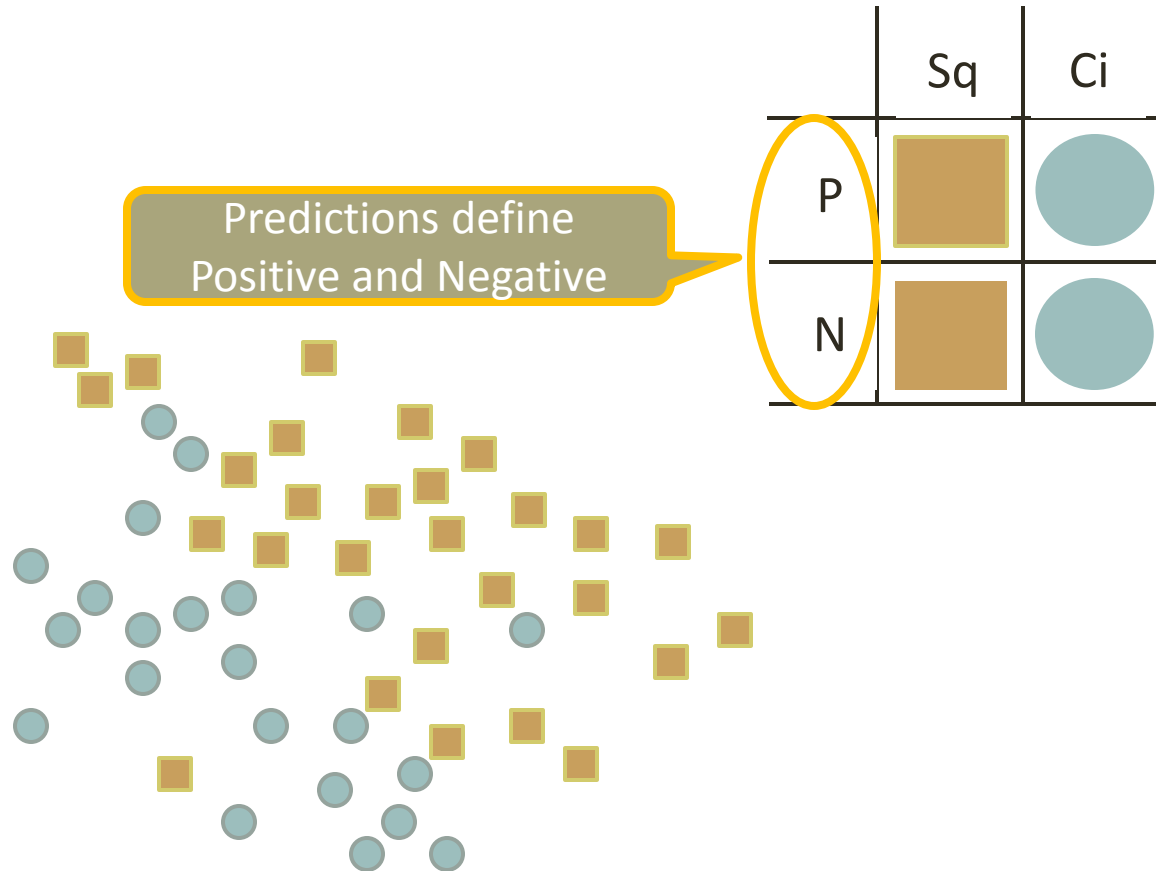 Sq Ci
P
N
Predictions define
Positive and Negative